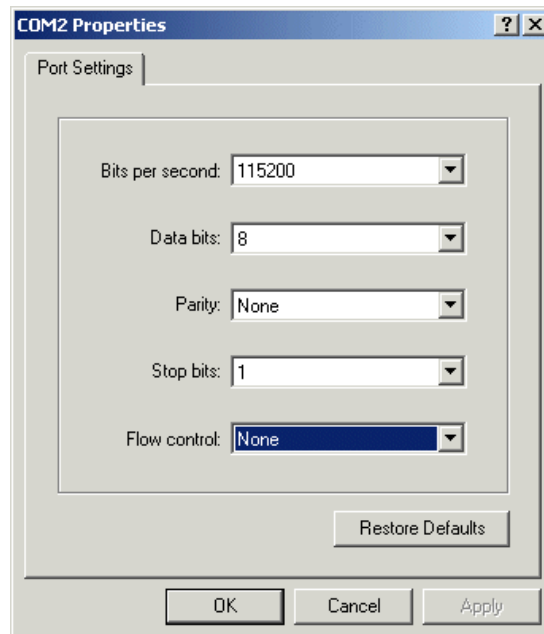 COM2 Properties
Port Settings
Bits per second: 115200
Data bits: 8
Parity: None
Stop bits: 1
Flow control: None
Restore Defaults
OK Cancel Apply